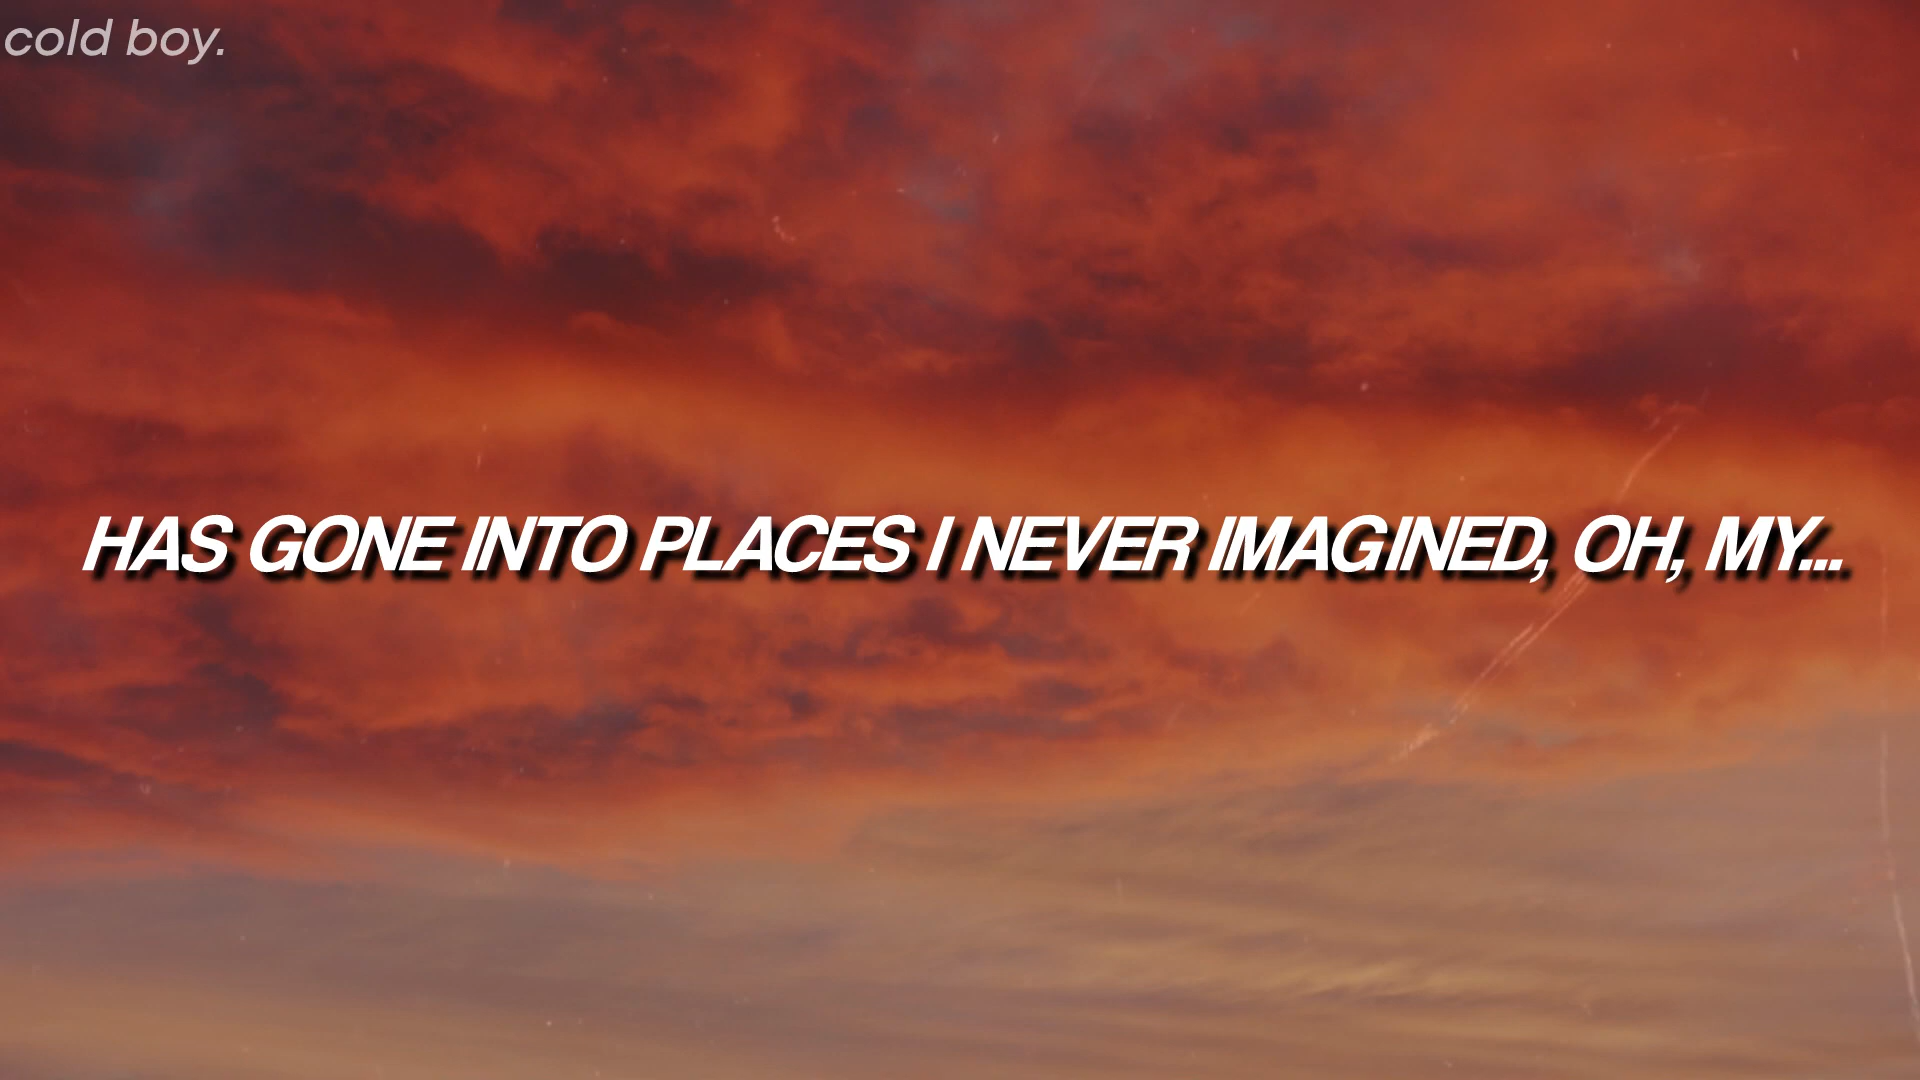 cold boy.
HAS GONE INTO PLACES I NEVER IMAGINED, OH, MY...